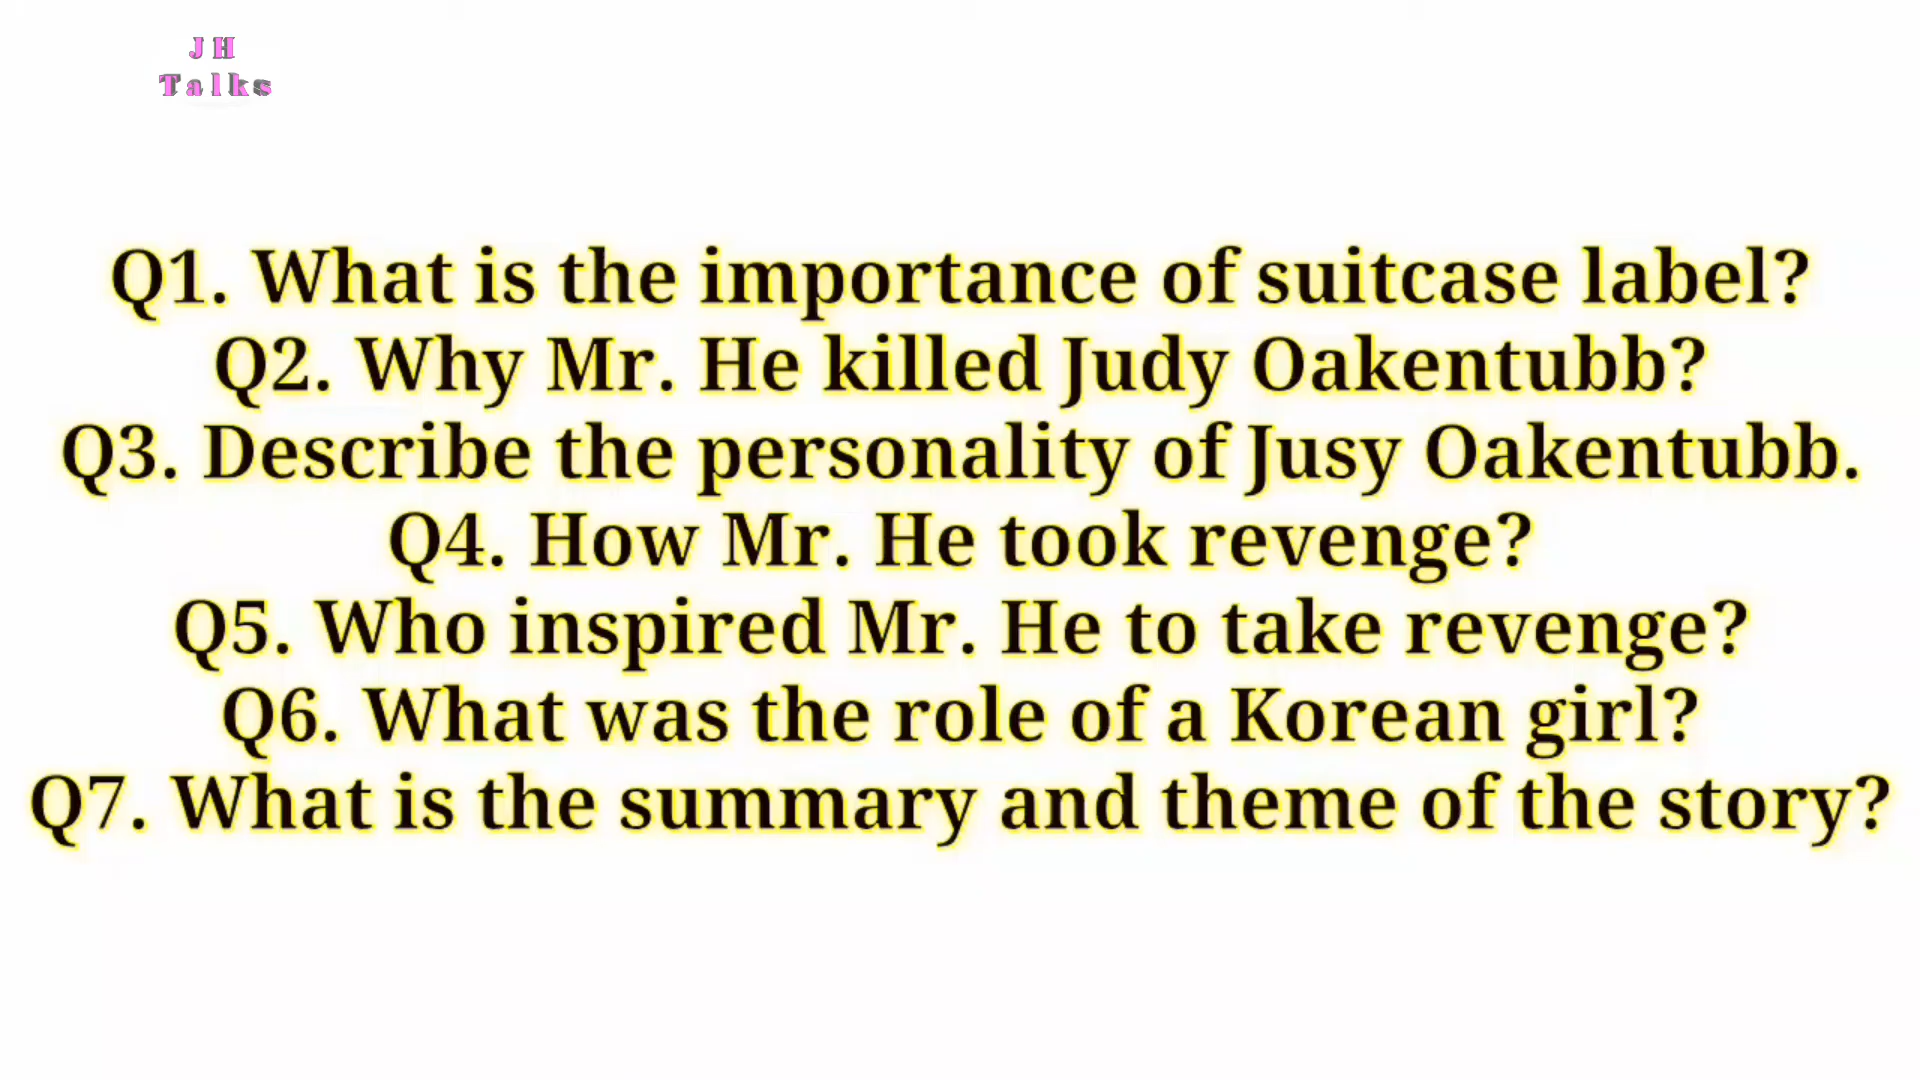 J H
Talks
Q1. What is the importance of suitcase label?
Q2. Why Mr. He killed Judy Oakentubb?
Q3. Describe the personality of Jusy Oakentubb.
Q4. How Mr. He took revenge?
Q5. Who inspired Mr. He to take revenge?
Q6. What was the role of a Korean girl?
Q7. What is the summary and theme of the story?